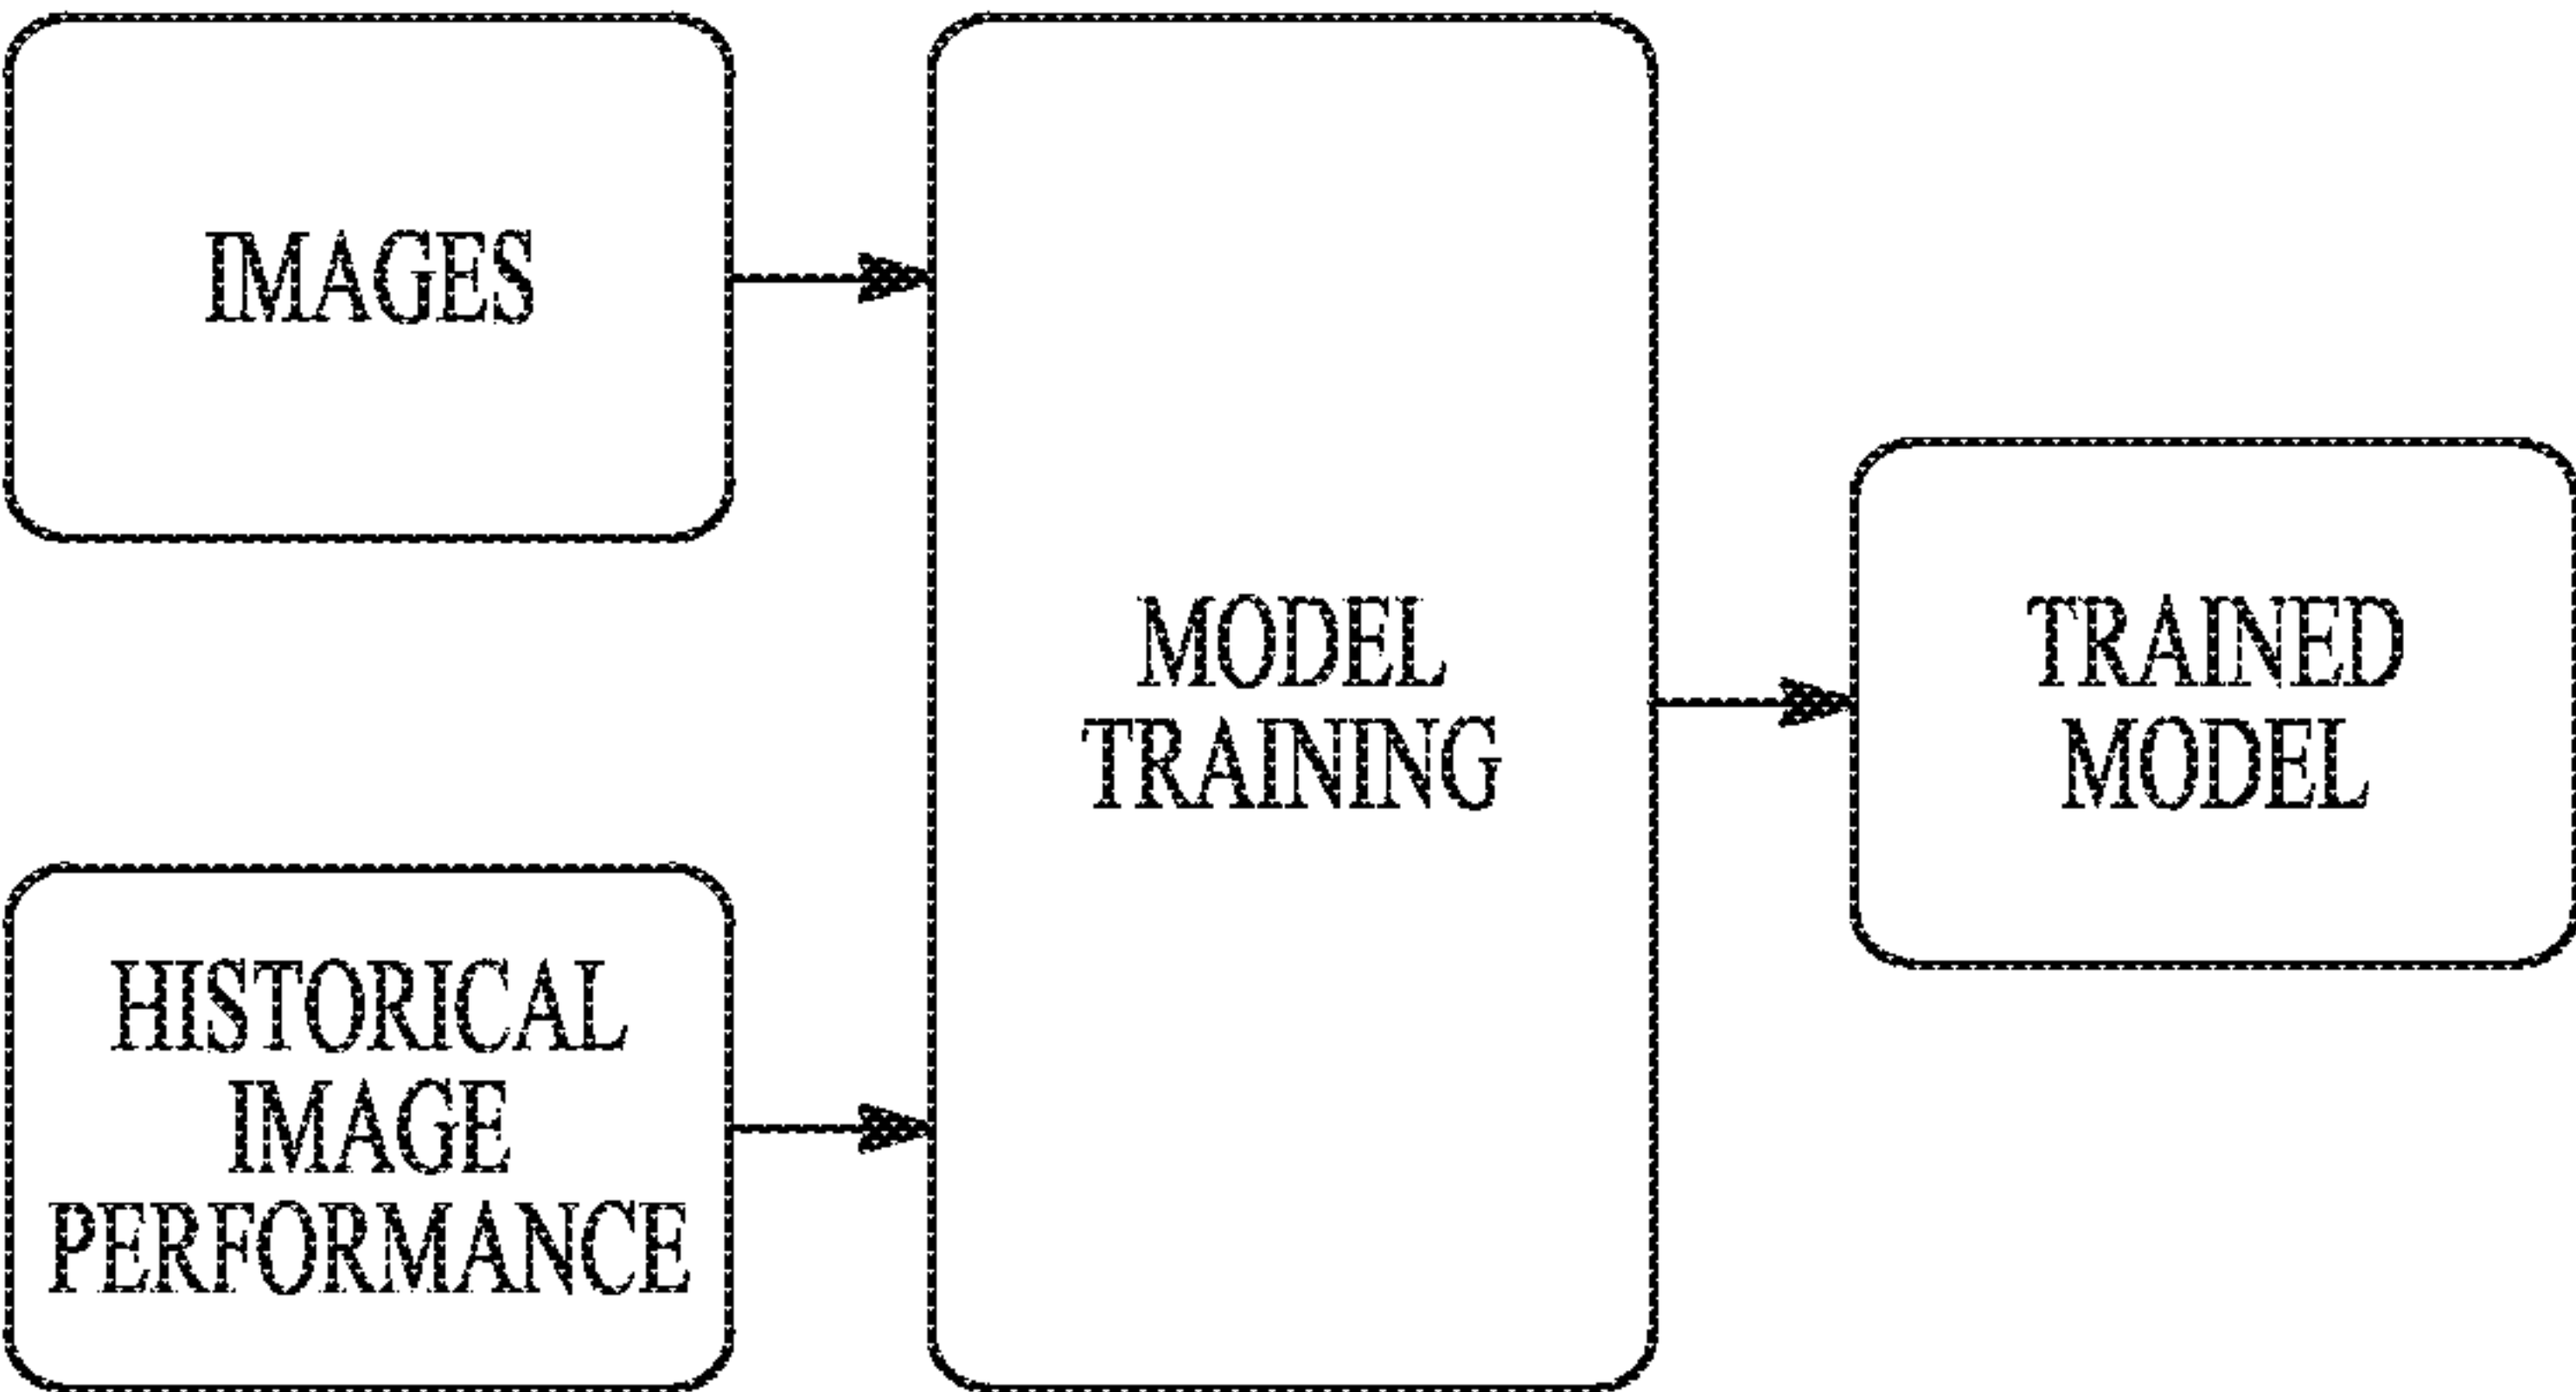 IMAGES
HISTORICAL
IMAGE
PERFORMANCE
MODEL
TRAINING
TRAINED
MODEL